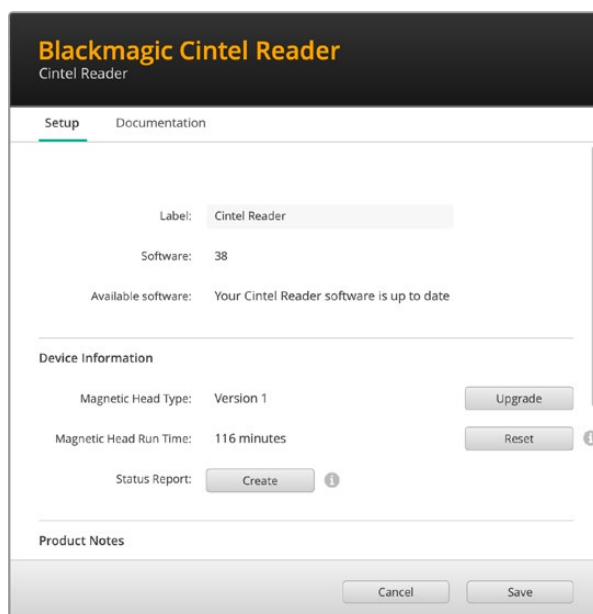 Blackmagic Cintel Reader
Cintel Reader
Setup Documentation
Label: Cintel Reader
Software: 38
Available software: Your Cintel Reader software is up to date
Device Information
Magnetic Head Type: Version 1 Upgrade
Magnetic Head Run Time: 116 minutes Reset
Status Report: Create
Product Notes
Cancel Save